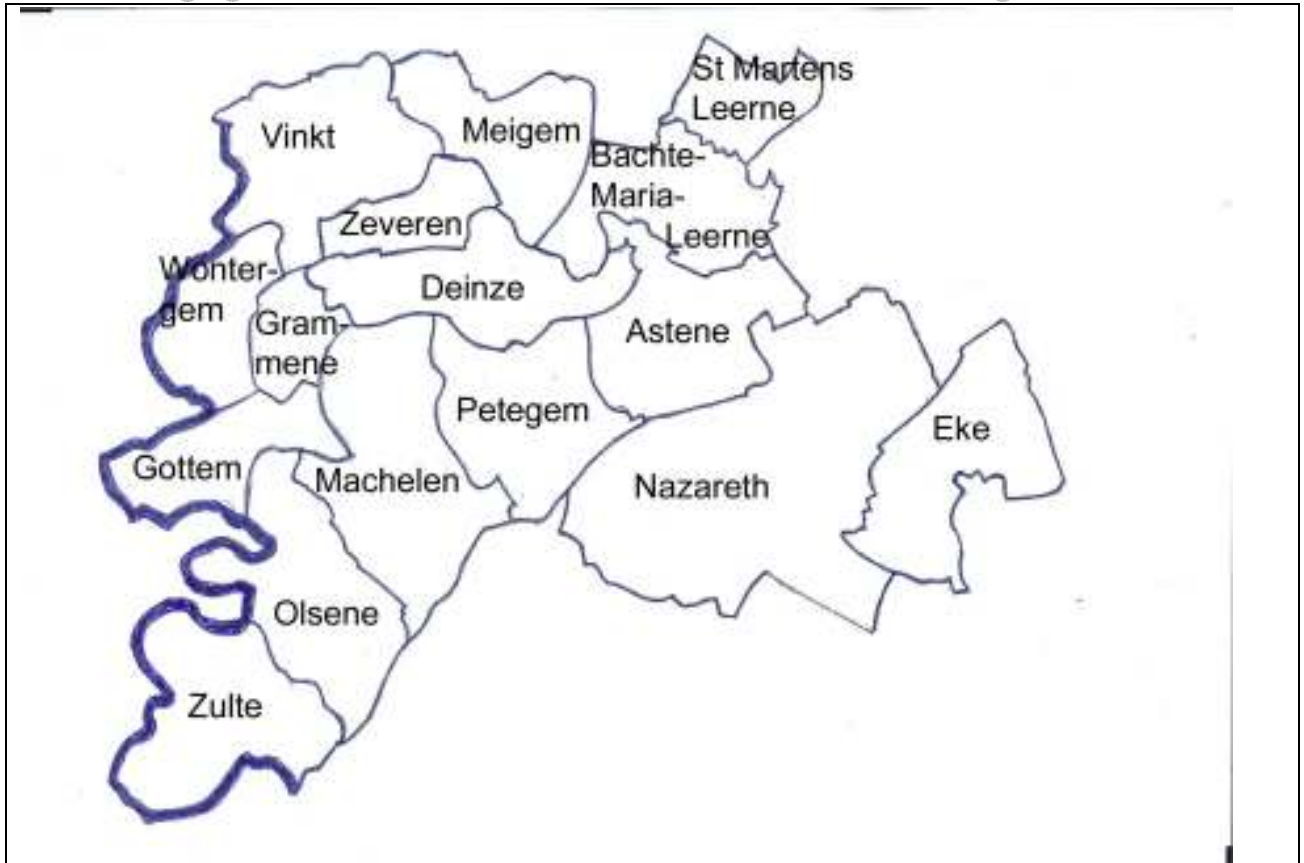 St Martens
Leerne
Vinkt
Meigem
Bachte-
Maria-
Leerne
Zeveren
Wonter-
gem
Deinze
Gram-
mene
Astene
Petegem
Eke
Gottem
Machelen
Nazareth
Olsene
Zulte